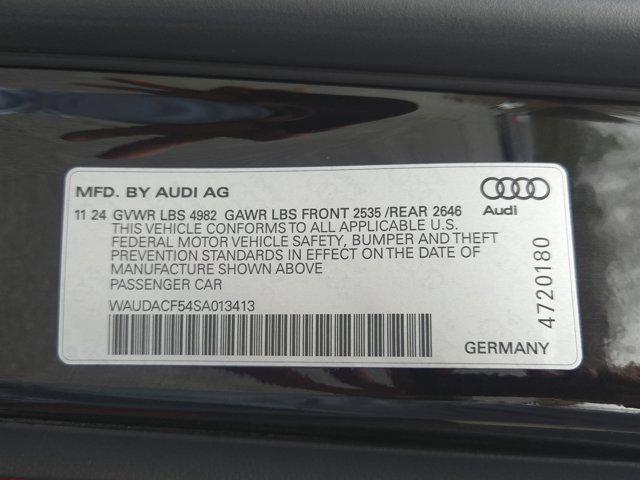 MFD. BY AUDI AG
11 24 GVWR LBS 4982 GAWR LBS FRONT 2535 /REAR 2646
THIS VEHICLE CONFORMS TO ALL APPLICABLE U.S.
FEDERAL MOTOR VEHICLE SAFETY, BUMPER AND THEFT
PREVENTION STANDARDS IN EFFECT ON THE DATE OF
MANUFACTURE SHOWN ABOVE
PASSENGER CAR
WAUDACF54SA013413
Audi
4720180
GERMANY